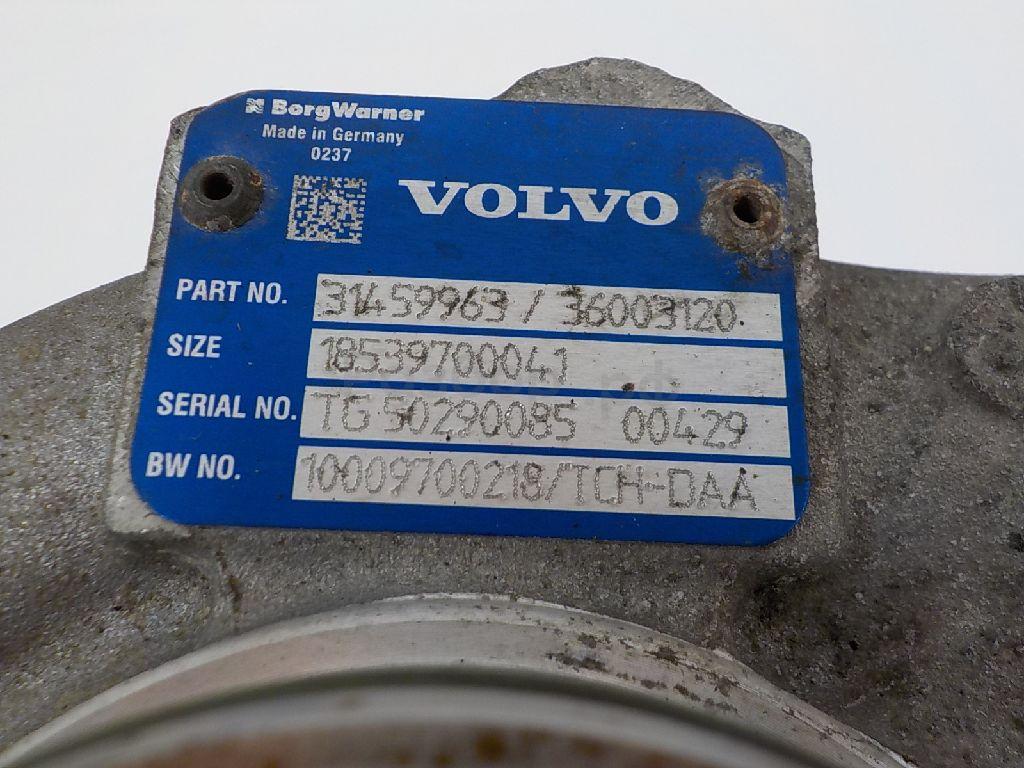 BorgWarner
Made in Germany
0237
VOLVO
PART NO. 31459963 / 36003120
SIZE 18539700041
SERIAL NO. TG 50290085 00429
BW NO. 10009700218/TCH-DAA